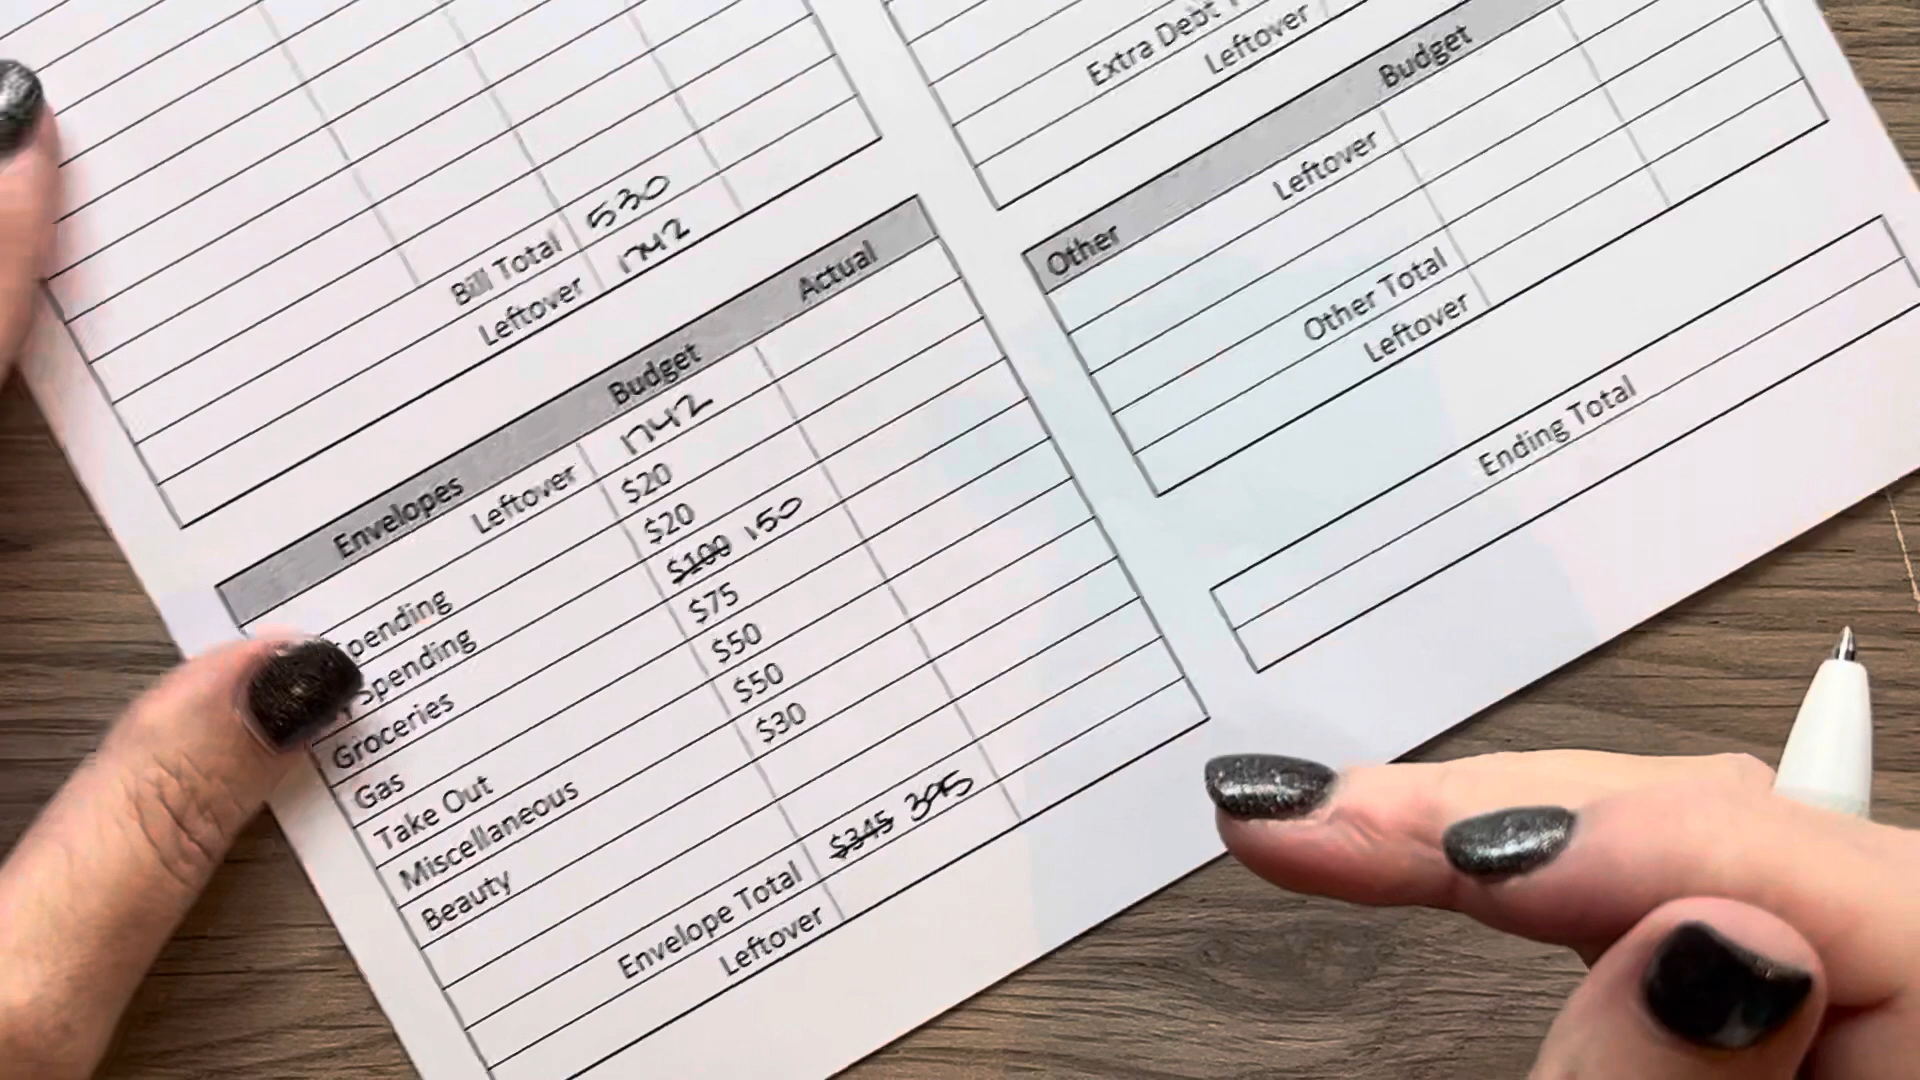 Bill Total 530
Leftover 1742
Envelopes Budget Actual
Leftover 1742
Spending $20
Spending $20
Groceries $100 150
Gas $75
Take Out $50
Miscellaneous $50
Beauty $30
Envelope Total $345 395
Leftover
Extra Debt
Leftover
Other Budget
Leftover
Other Total
Leftover
Ending Total